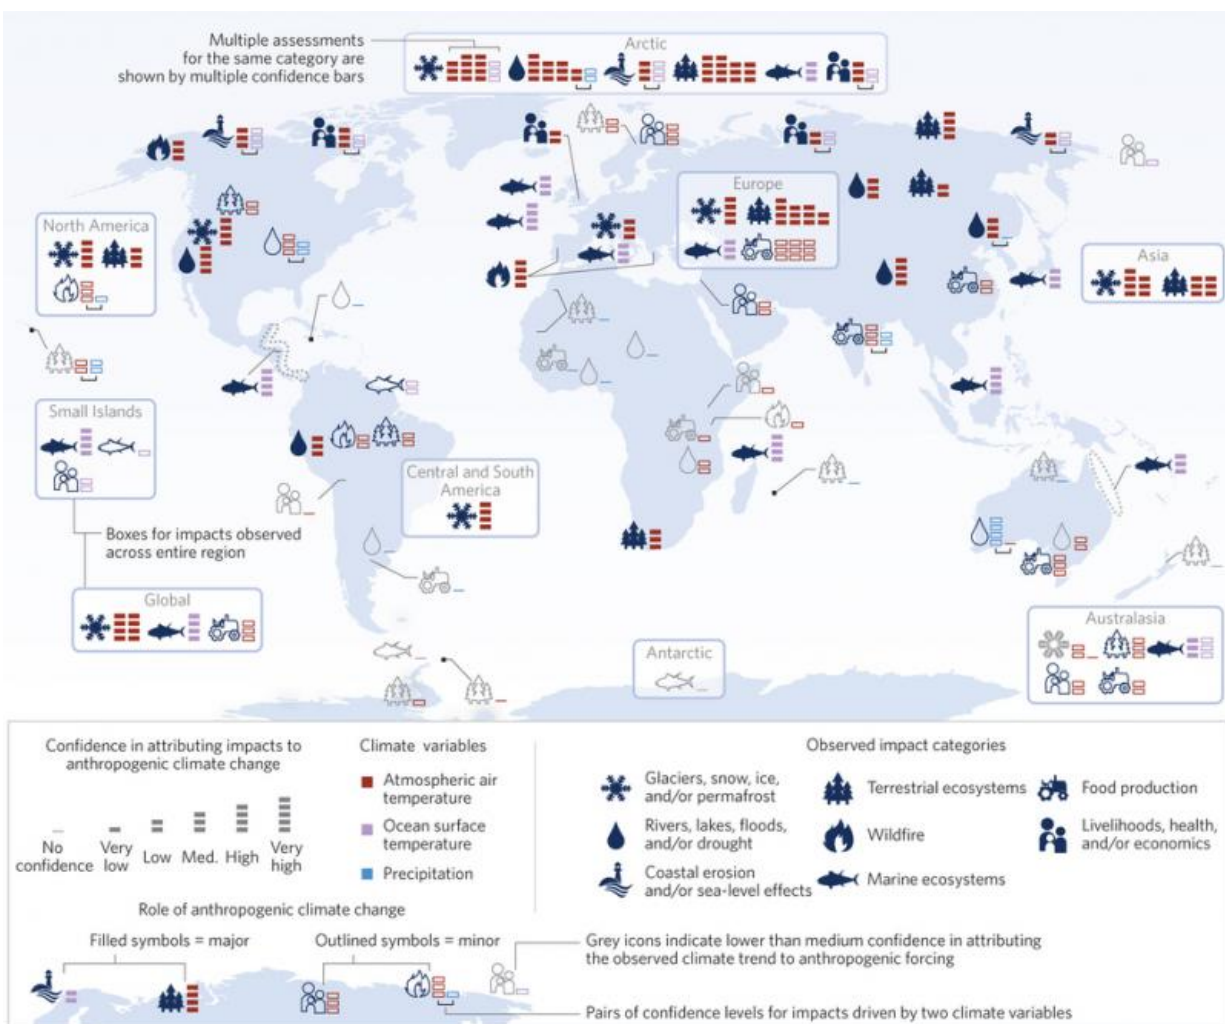 Multiple assessments
for the same category are
shown by multiple confidence bars
Arctic
North America
Europe
Asia
Small Islands
Central and South
America
Boxes for impacts observed
across entire region
Global
Antarctic
Australasia
Confidence in attributing impacts to
anthropogenic climate change
No
confidence
Very
low
Low
Med.
High
Very
high
Climate variables
Atmospheric air
temperature
Ocean surface
temperature
Precipitation
Observed impact categories
Glaciers, snow, ice,
and/or permafrost
Rivers, lakes, floods,
and/or drought
Coastal erosion
and/or sea-level effects
Terrestrial ecosystems
Wildfire
Marine ecosystems
Food production
Livelihoods, health,
and/or economics
Role of anthropogenic climate change
Filled symbols = major
Outlined symbols = minor
Grey icons indicate lower than medium confidence in attributing
the observed climate trend to anthropogenic forcing
Pairs of confidence levels for impacts driven by two climate variables